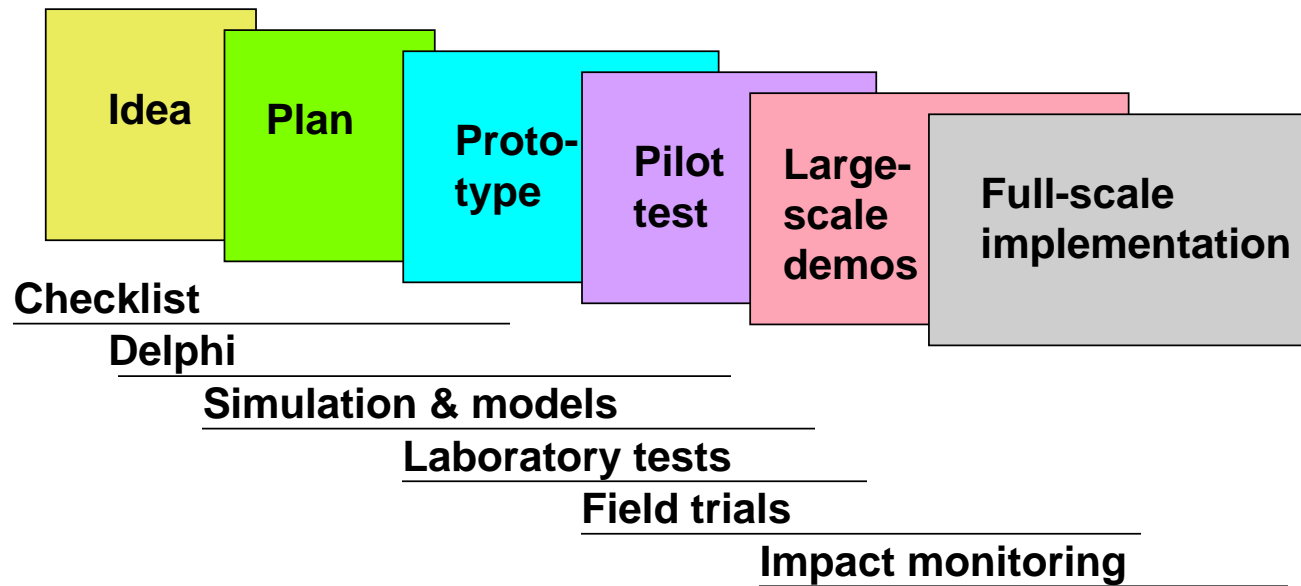 Idea
Plan
Proto-
type
Pilot
test
Large-
scale
demos
Full-scale
implementation
Checklist
Delphi
Simulation & models
Laboratory tests
Field trials
Impact monitoring